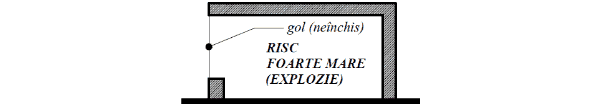 gol (neînchis)
RISC
FOARTE MARE
(EXPLOZIE)